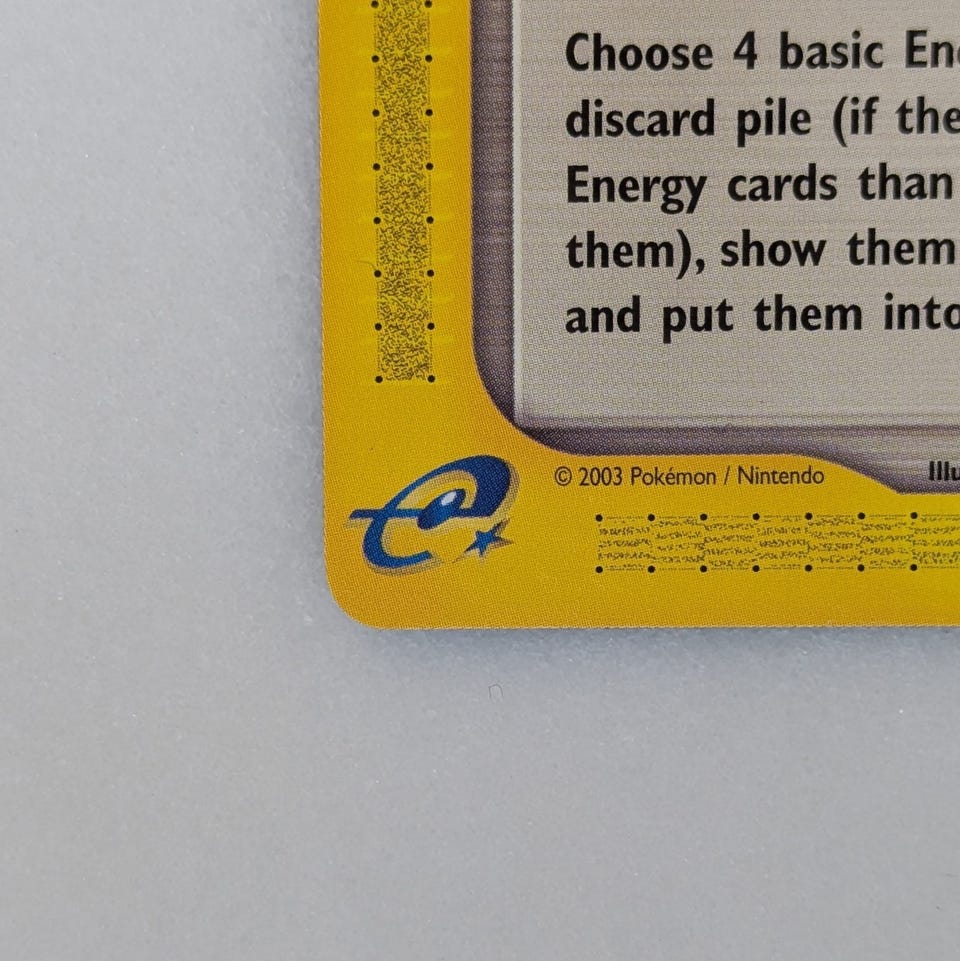 Choose 4 basic En
discard pile (if the
Energy cards than
them), show them
and put them into
© 2003 Pokémon / Nintendo
Illu